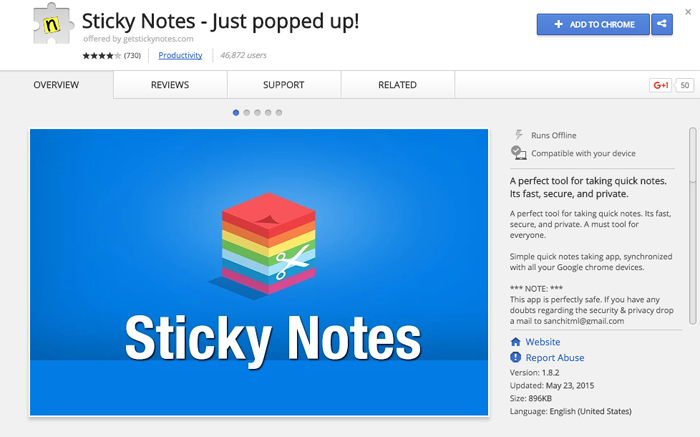 n
Sticky Notes - Just popped up!
offered by getstickynotes.com
(730)
Productivity
46,872 users
+ ADD TO CHROME
OVERVIEW
REVIEWS
SUPPORT
RELATED
G+1
50
Runs Offline
Compatible with your device
A perfect tool for taking quick notes.
Its fast, secure, and private.
A perfect tool for taking quick notes. Its fast,
secure, and private. A must tool for
everyone.
Simple quick notes taking app, synchronized
with all your Google chrome devices.
*** NOTE: ***
This app is perfectly safe. If you have any
doubts regarding the security & privacy drop
a mail to sanchitml@gmail.com
Sticky Notes
Website
Report Abuse
Version: 1.8.2
Updated: May 23, 2015
Size: 896KB
Language: English (United States)